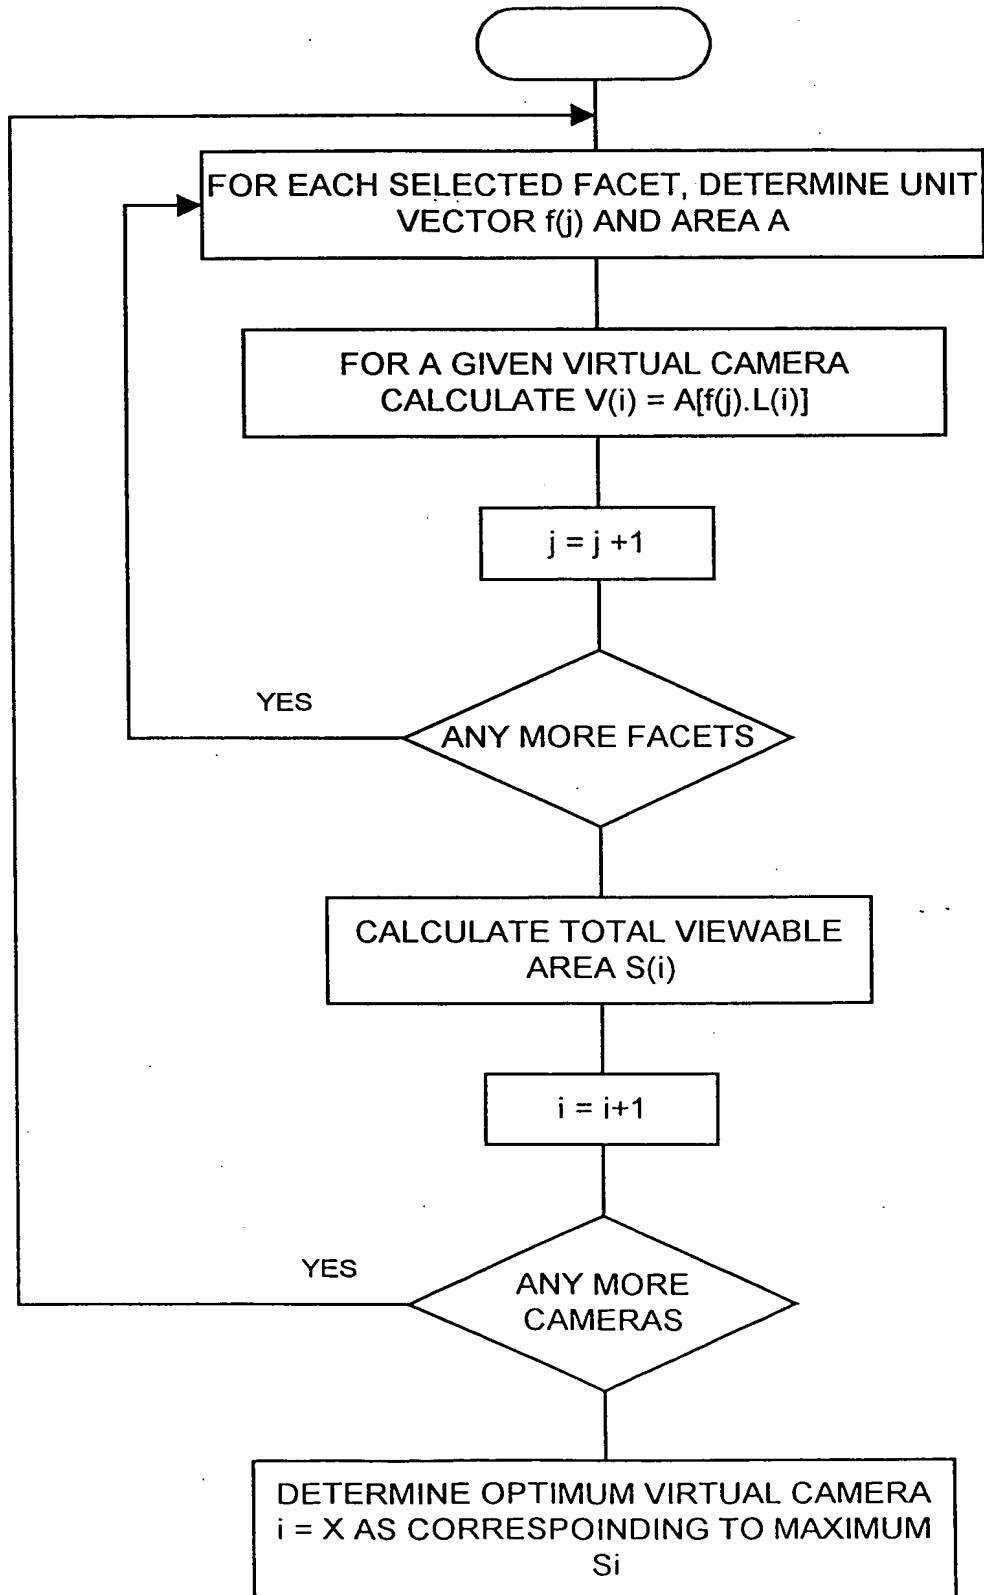 FOR EACH SELECTED FACET, DETERMINE UNIT
VECTOR f(j) AND AREA A
FOR A GIVEN VIRTUAL CAMERA
CALCULATE V(i) = A[f(j).L(i)]
j = j +1
YES
ANY MORE FACETS
CALCULATE TOTAL VIEWABLE
AREA S(i)
i = i+1
YES
ANY MORE
CAMERAS
DETERMINE OPTIMUM VIRTUAL CAMERA
i = X AS CORRESPOINDING TO MAXIMUM
Si